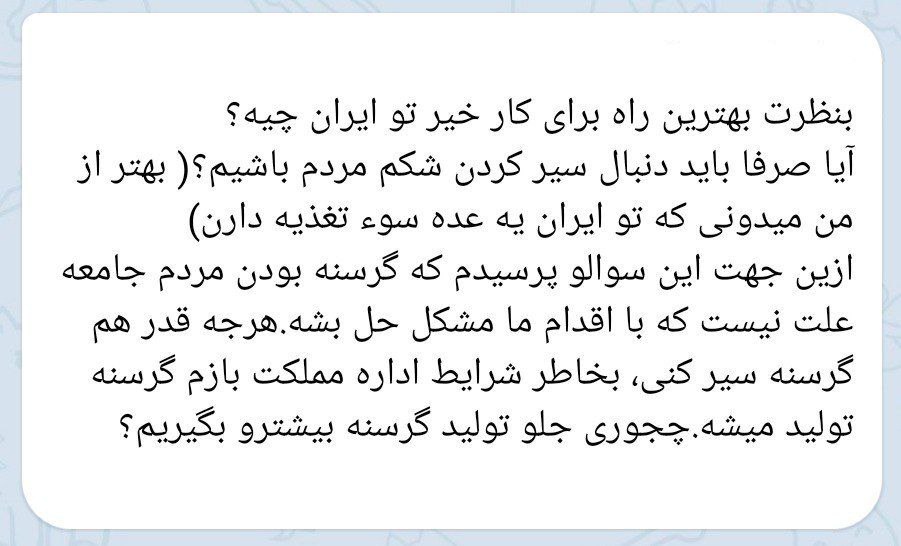 بنظرت بهترین راه برای کار خیر تو ایران چیه؟
آیا صرفا باید دنبال سیر کردن شکم مردم باشیم؟( بهتر از
من میدونی که تو ایران یه عده سوء تغذیه دارن)
ازین جهت این سوالو پرسیدم که گرسنه بودن مردم جامعه
علت نیست که با اقدام ما مشکل حل بشه.هرجه قدر هم
گرسنه سیر کنی، بخاطر شرایط اداره مملکت بازم گرسنه
تولید میشه.چجوری جلو تولید گرسنه بیشترو بگیریم؟